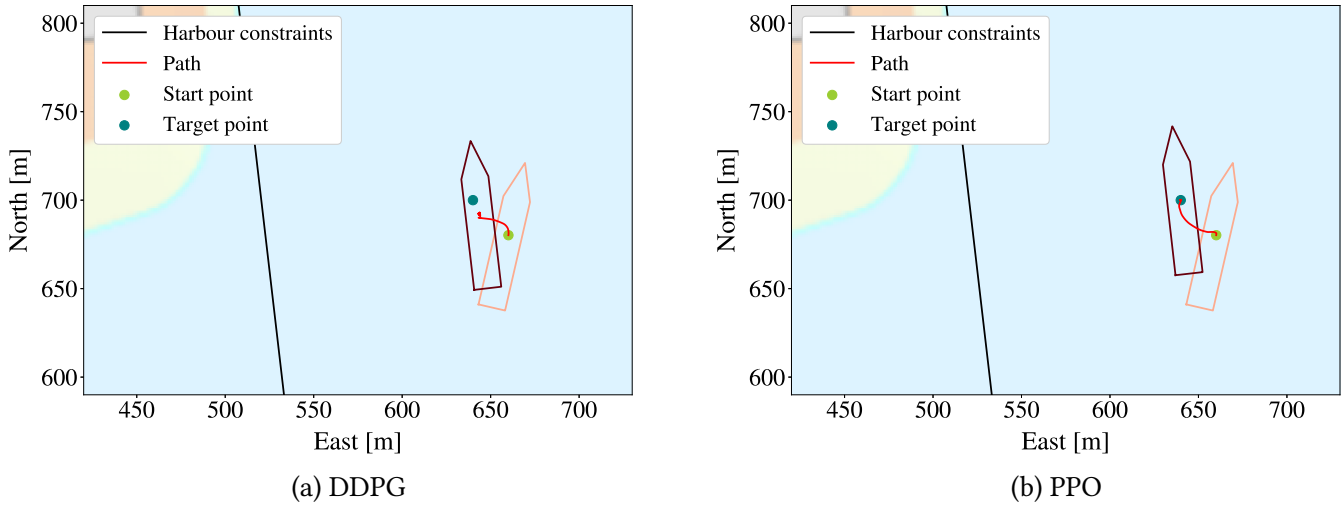 800
750
700
650
600
North [m]
Harbour constraints
Path
Start point
Target point
450 500 550 600 650 700
East [m]
(a) DDPG
800
750
700
650
600
North [m]
Harbour constraints
Path
Start point
Target point
450 500 550 600 650 700
East [m]
(b) PPO